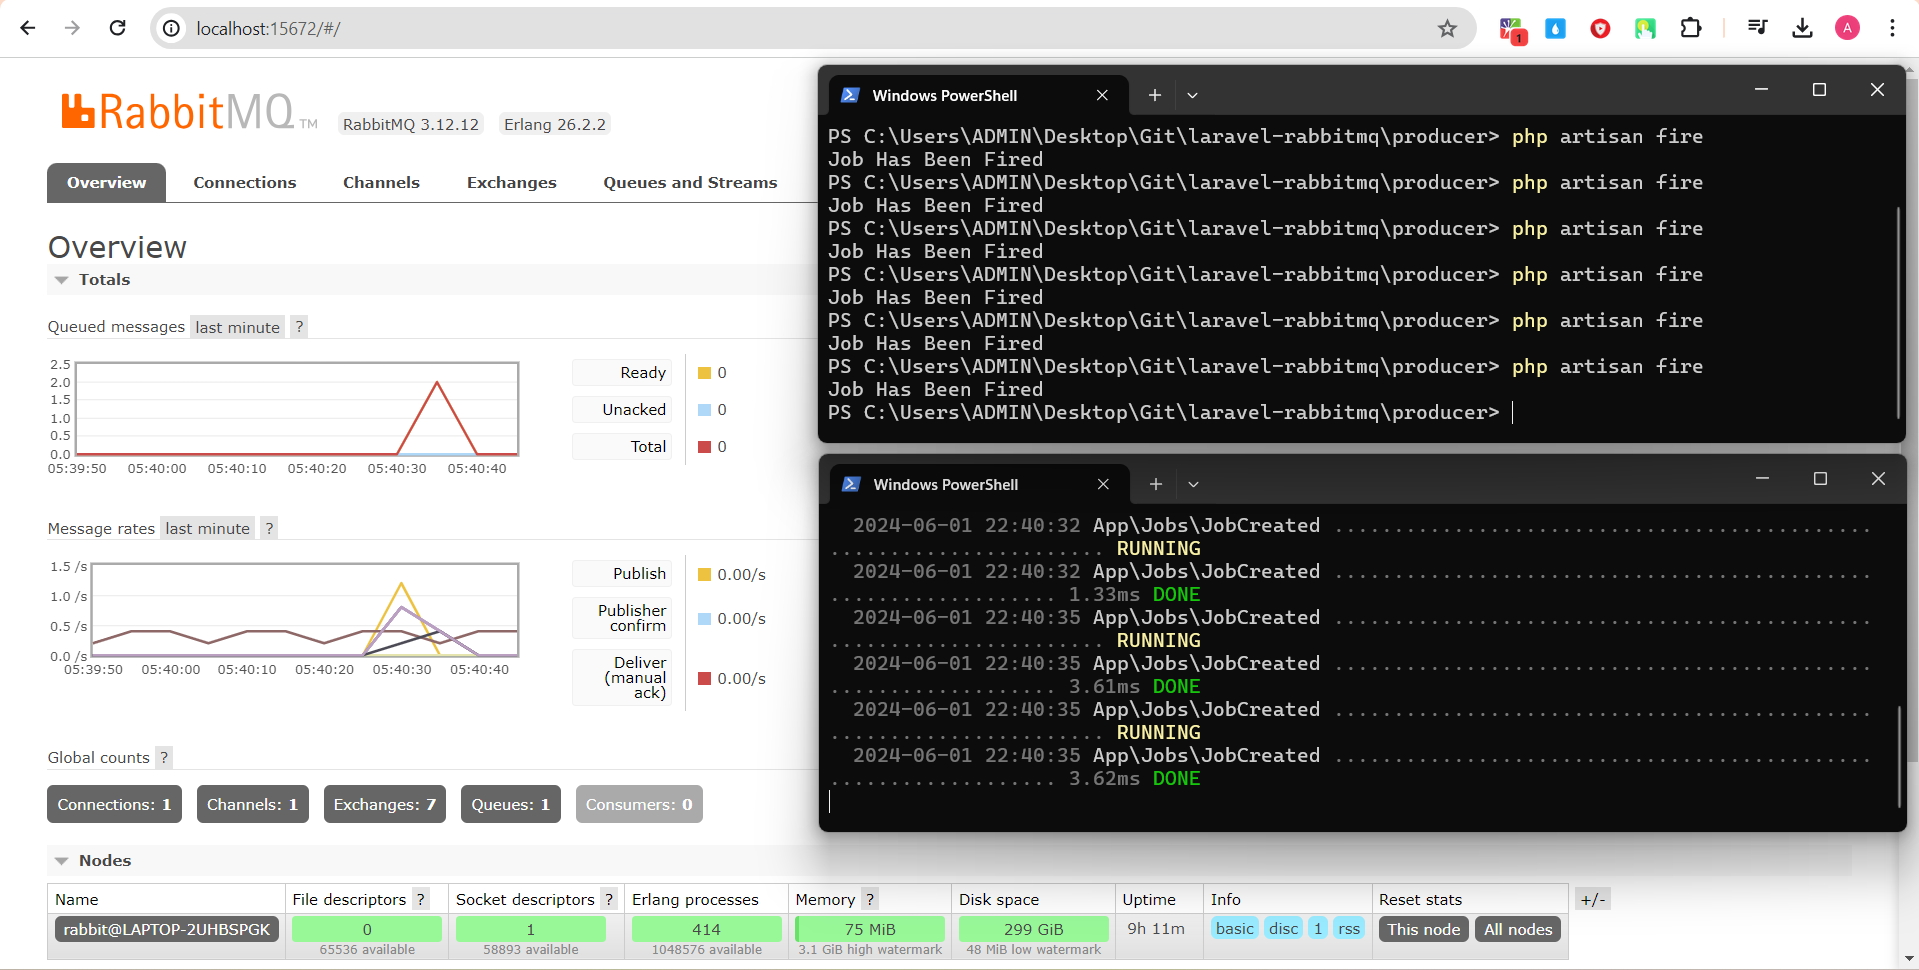 localhost:15672/#/
1
A
RabbitMQ TM
RabbitMQ 3.12.12
Erlang 26.2.2
Overview
Connections
Channels
Exchanges
Queues and Streams
Overview
Totals
Queued messages last minute ?
2.5
2.0
1.5
1.0
0.5
0.0
05:39:50 05:40:00 05:40:10 05:40:20 05:40:30 05:40:40
Ready 0
Unacked 0
Total 0
Message rates last minute ?
1.5 /s
1.0 /s
0.5 /s
0.0 /s
05:39:50 05:40:00 05:40:10 05:40:20 05:40:30 05:40:40
Publish 0.00/s
Publisher
confirm 0.00/s
Deliver
(manual 0.00/s
ack)
Global counts ?
Connections: 1
Channels: 1
Exchanges: 7
Queues: 1
Consumers: 0
Nodes
Name File descriptors ? Socket descriptors ? Erlang processes Memory ? Disk space Uptime Info Reset stats +/-
rabbit@LAPTOP-2UHBSPGK 0 1 414 75 MiB 299 GiB 9h 11m basic disc 1 rss This node All nodes
65536 available 58893 available 1048576 available 3.1 GiB high watermark 48 MiB low watermark
Windows PowerShell
PS C:\Users\ADMIN\Desktop\Git\laravel-rabbitmq\producer> php artisan fire
Job Has Been Fired
PS C:\Users\ADMIN\Desktop\Git\laravel-rabbitmq\producer> php artisan fire
Job Has Been Fired
PS C:\Users\ADMIN\Desktop\Git\laravel-rabbitmq\producer> php artisan fire
Job Has Been Fired
PS C:\Users\ADMIN\Desktop\Git\laravel-rabbitmq\producer> php artisan fire
Job Has Been Fired
PS C:\Users\ADMIN\Desktop\Git\laravel-rabbitmq\producer> php artisan fire
Job Has Been Fired
PS C:\Users\ADMIN\Desktop\Git\laravel-rabbitmq\producer> php artisan fire
Job Has Been Fired
PS C:\Users\ADMIN\Desktop\Git\laravel-rabbitmq\producer>
Windows PowerShell
2024-06-01 22:40:32 App\Jobs\JobCreated .............................................
....................... RUNNING
2024-06-01 22:40:32 App\Jobs\JobCreated .............................................
................... 1.33ms DONE
2024-06-01 22:40:35 App\Jobs\JobCreated .............................................
....................... RUNNING
2024-06-01 22:40:35 App\Jobs\JobCreated .............................................
................... 3.61ms DONE
2024-06-01 22:40:35 App\Jobs\JobCreated .............................................
....................... RUNNING
2024-06-01 22:40:35 App\Jobs\JobCreated .............................................
................... 3.62ms DONE